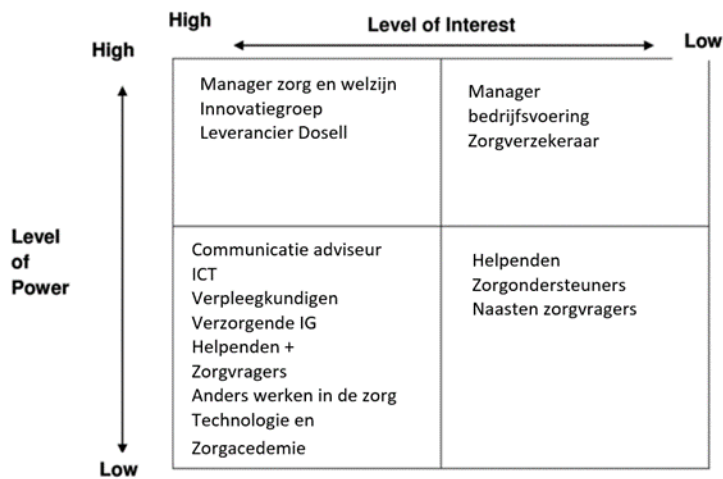 High
Level of Interest
Low
High
Manager zorg en welzijn
Innovatiegroep
Leverancier Dosell
Manager
bedrijfsvoering
Zorgverzekeraar
Level
of
Power
Communicatie adviseur
ICT
Verpleegkundigen
Verzorgende IG
Helpenden +
Zorgvragers
Anders werken in de zorg
Technologie en
Zorgacedemie
Helpenden
Zorgondersteuners
Naasten zorgvragers
Low